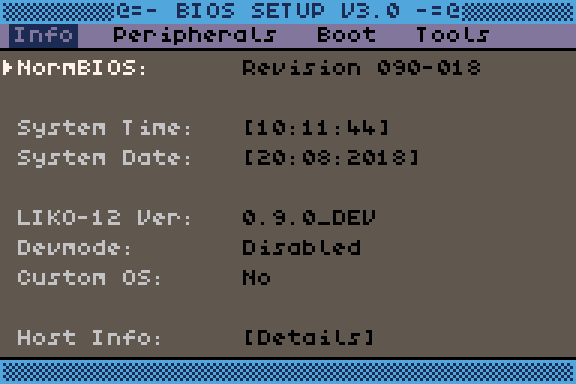 @=- BIOS SETUP V3.0 -=@
Info Peripherals Boot Tools
NormBIOS: Revision 090-018
System Time: [10:11:44]
System Date: [20:08:2018]
LIKO-12 Ver: 0.9.0_DEV
Devmode: Disabled
Custom OS: No
Host Info: [Details]